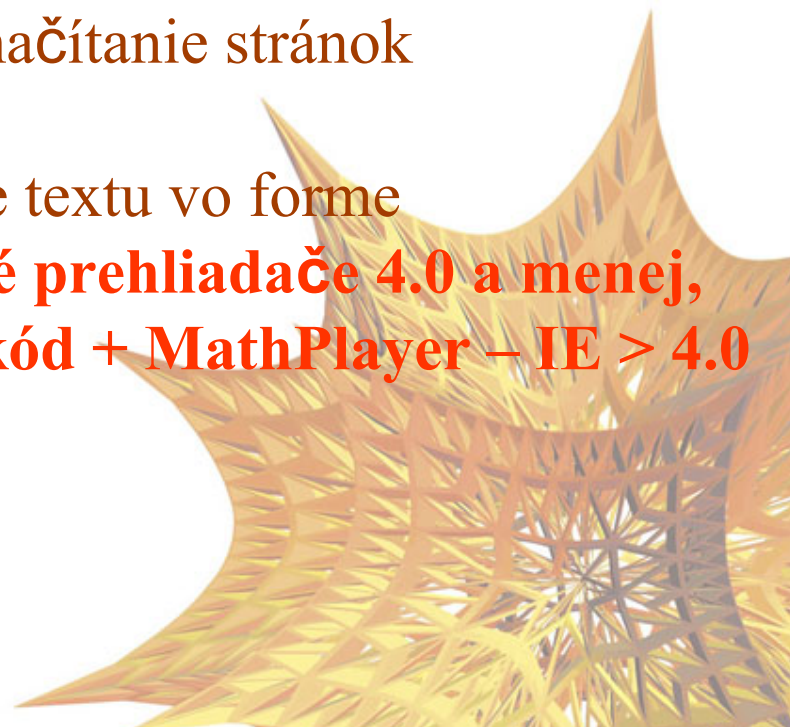 načítanie stránok
e textu vo forme
é prehliadače 4.0 a menej,
kód + MathPlayer – IE > 4.0